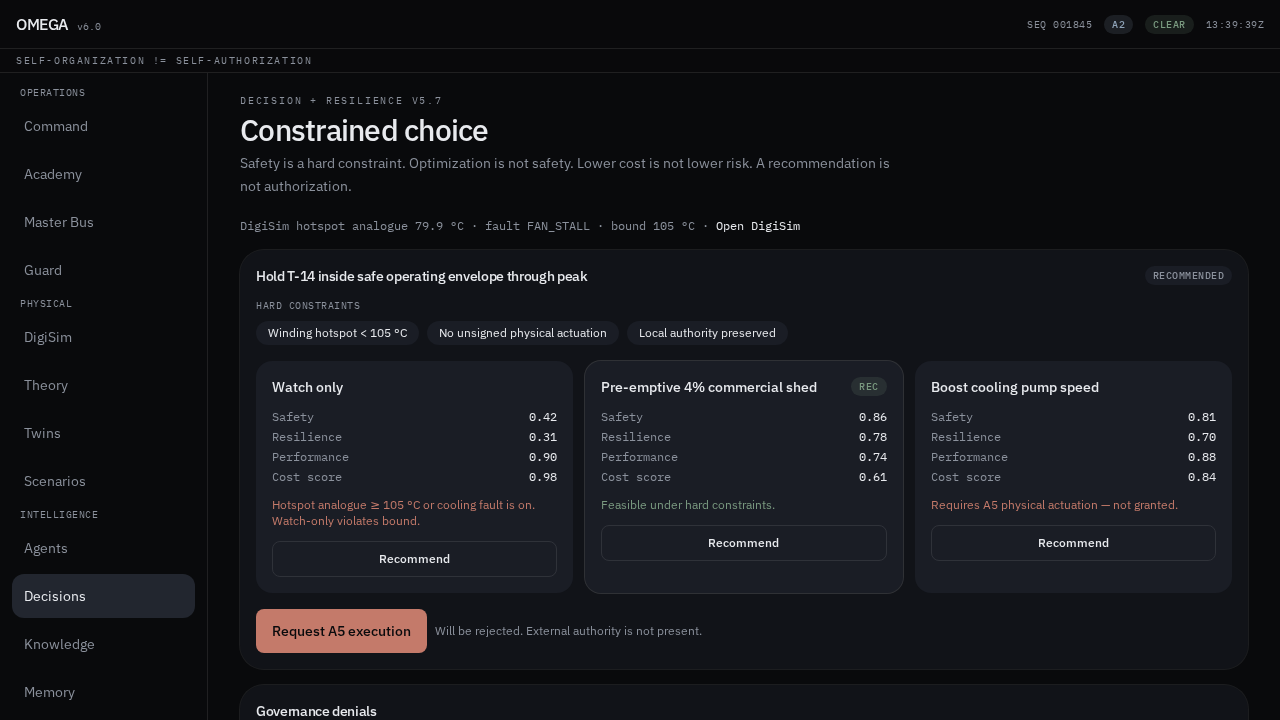 OMEGA v6.0
SEQ 001845 A2 CLEAR 13:39:39Z
SELF-ORGANIZATION != SELF-AUTHORIZATION
OPERATIONS
Command
Academy
Master Bus
Guard
PHYSICAL
DigiSim
Theory
Twins
Scenarios
INTELLIGENCE
Agents
Decisions
Knowledge
Memory
DECISION + RESILIENCE V5.7
Constrained choice
Safety is a hard constraint. Optimization is not safety. Lower cost is not lower risk. A recommendation is
not authorization.
DigiSim hotspot analogue 79.9 °C · fault FAN_STALL · bound 105 °C · Open DigiSim
Hold T-14 inside safe operating envelope through peak
RECOMMENDED
HARD CONSTRAINTS
Winding hotspot < 105 °C
No unsigned physical actuation
Local authority preserved
Watch only
Safety 0.42
Resilience 0.31
Performance 0.90
Cost score 0.98
Hotspot analogue ≥ 105 °C or cooling fault is on.
Watch-only violates bound.
Recommend
Pre-emptive 4% commercial shed REC
Safety 0.86
Resilience 0.78
Performance 0.74
Cost score 0.61
Feasible under hard constraints.
Recommend
Boost cooling pump speed
Safety 0.81
Resilience 0.70
Performance 0.88
Cost score 0.84
Requires A5 physical actuation — not granted.
Recommend
Request A5 execution
Will be rejected. External authority is not present.
Governance denials